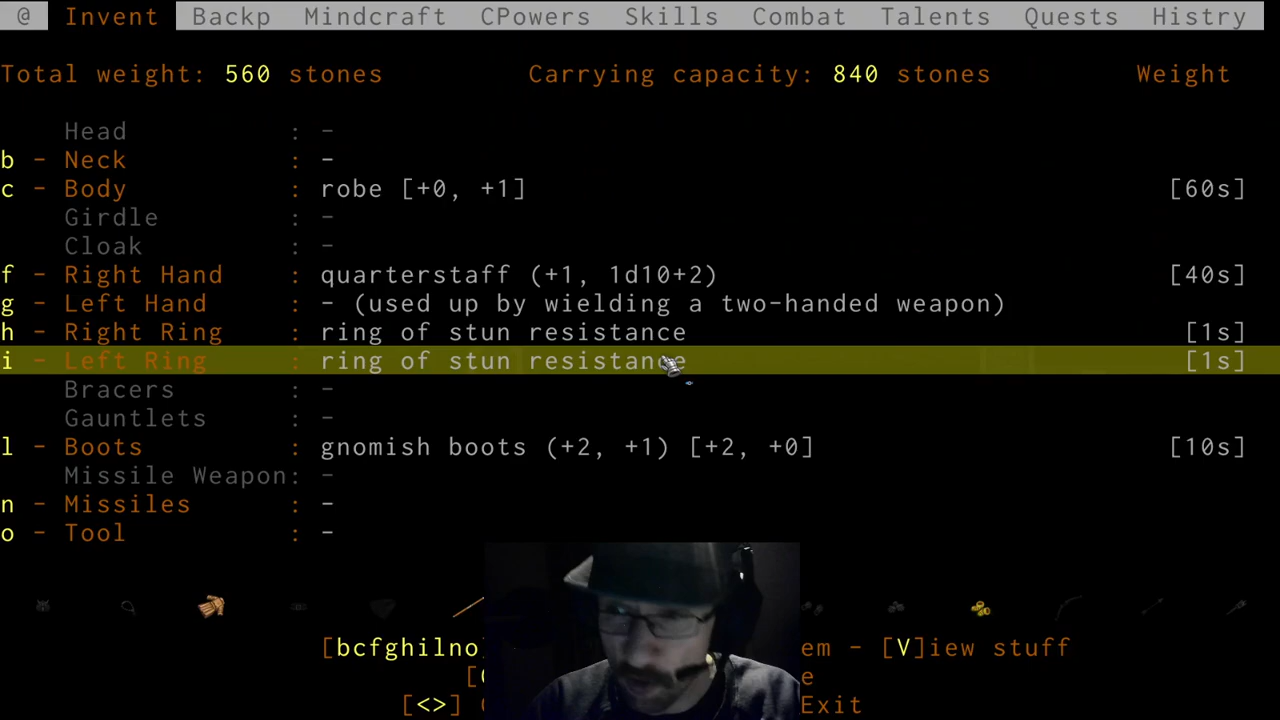 @ Invent Backp Mindcraft CPowers Skills Combat Talents Quests Histry
Total weight: 560 stones Carrying capacity: 840 stones Weight
Head : -
b - Neck : -
c - Body : robe [+0, +1] [60s]
Girdle : -
Cloak : -
f - Right Hand : quarterstaff (+1, 1d10+2) [40s]
g - Left Hand : - (used up by wielding a two-handed weapon)
h - Right Ring : ring of stun resistance [1s]
i - Left Ring : ring of stun resistance [1s]
Bracers : -
Gauntlets : -
l - Boots : gnomish boots (+2, +1) [+2, +0] [10s]
Missile Weapon: -
n - Missiles : -
o - Tool : -
[bcfghilno em - [V]iew stuff
[ e
[<>] Exit